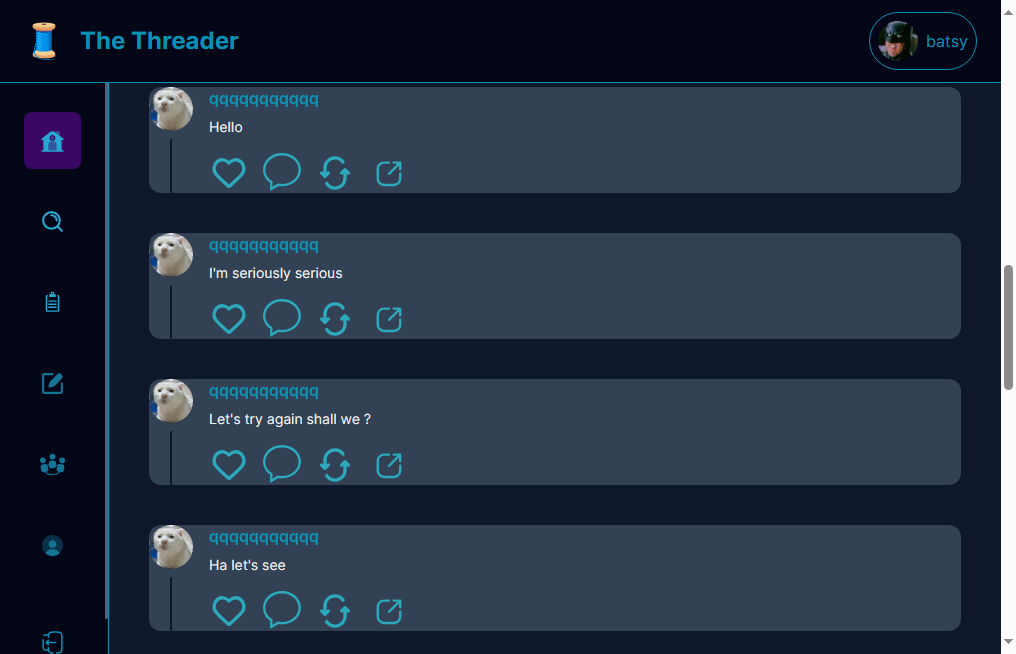 The Threader
batsy
qqqqqqqqqqq
Hello
qqqqqqqqqqq
I'm seriously serious
qqqqqqqqqqq
Let's try again shall we ?
qqqqqqqqqqq
Ha let's see